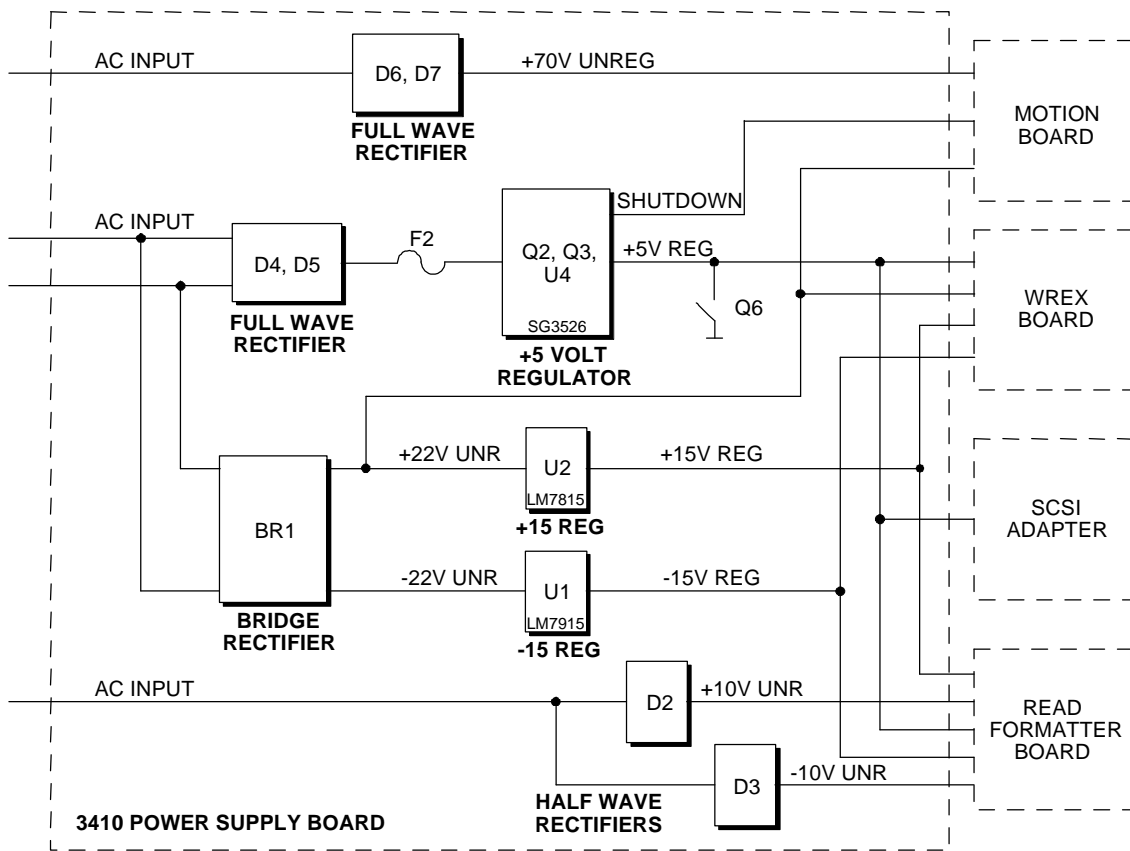 AC INPUT
D6, D7
+70V UNREG
FULL WAVE
RECTIFIER
MOTION
BOARD
SHUTDOWN
AC INPUT
D4, D5
F2
Q2, Q3,
U4
SG3526
+5V REG
Q6
FULL WAVE
RECTIFIER
+5 VOLT
REGULATOR
WREX
BOARD
BR1
BRIDGE
RECTIFIER
+22V UNR
U2
LM7815
+15 REG
+15V REG
-22V UNR
U1
LM7915
-15 REG
-15V REG
SCSI
ADAPTER
AC INPUT
D2
+10V UNR
D3
-10V UNR
HALF WAVE
RECTIFIERS
READ
FORMATTER
BOARD
3410 POWER SUPPLY BOARD